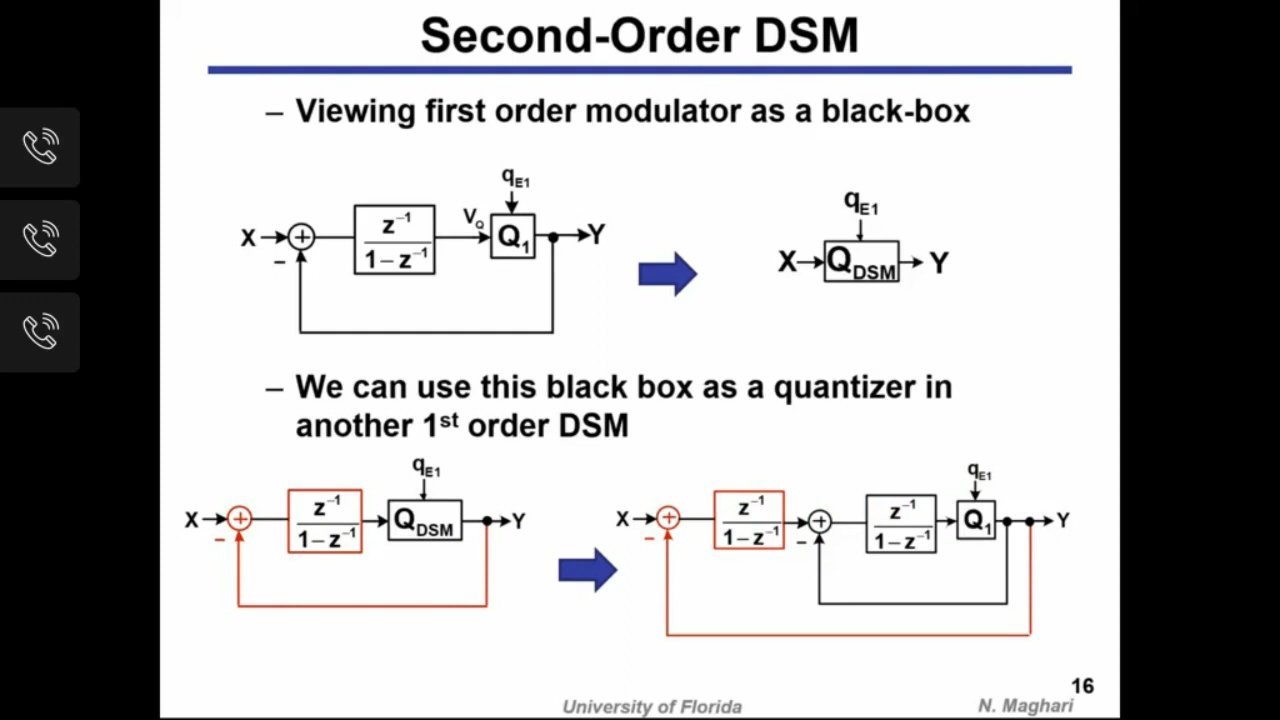 Second-Order DSM
– Viewing first order modulator as a black-box
qE1
X + z⁻¹ VQ Q1 Y
– 1–z⁻¹
qE1
X QDSM Y
– We can use this black box as a quantizer in
another 1st order DSM
qE1
X + z⁻¹ QDSM Y
– 1–z⁻¹
qE1
X + z⁻¹ + z⁻¹ Q1 Y
– 1–z⁻¹ – 1–z⁻¹
16
University of Florida
N. Maghari